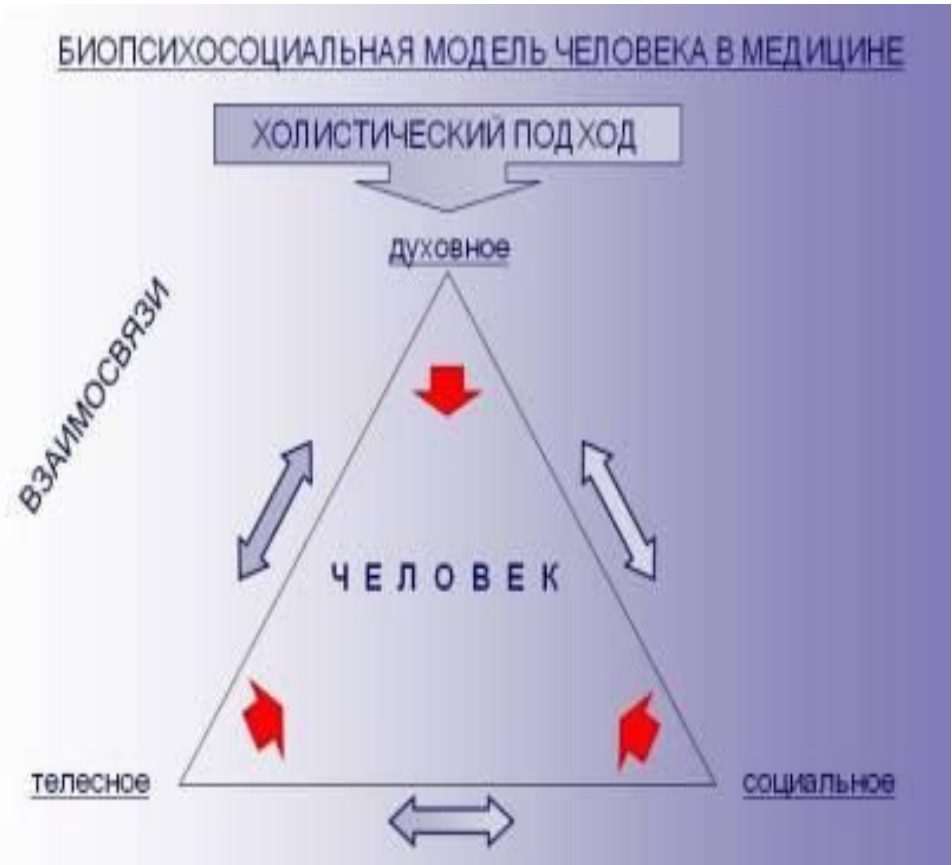 БИОПСИХОСОЦИАЛЬНАЯ МОДЕЛЬ ЧЕЛОВЕКА В МЕДИЦИНЕ
ХОЛИСТИЧЕСКИЙ ПОДХОД
духовное
ВЗАИМОСВЯЗИ
ЧЕЛОВЕК
телесное
социальное